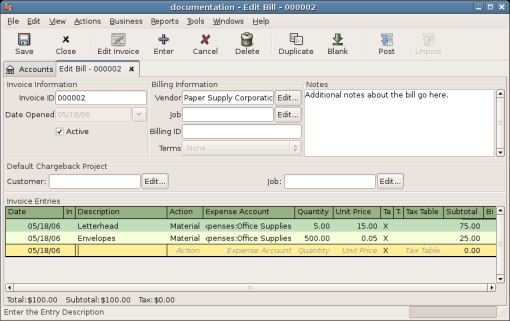 documentation - Edit Bill - 000002
File Edit View Actions Business Reports Tools Windows Help
Save Close Edit Invoice Enter Cancel Delete Duplicate Blank Post Unpost
Accounts Edit Bill - 000002
Invoice Information Billing Information Notes
Invoice ID 000002 Vendor Paper Supply Corporatic Edit... Additional notes about the bill go here.
Date Opened 05/18/06 Job Edit...
Active Billing ID
Terms None
Default Chargeback Project
Customer: Edit... Job: Edit...
Invoice Entries
Date In Description Action Expense Account Quantity Unit Price Ta T Tax Table Subtotal Bi
05/18/06 Letterhead Material penses:Office Supplies 5.00 15.00 X 75.00
05/18/06 Envelopes Material penses:Office Supplies 500.00 0.05 X 25.00
05/18/06 Action Expense Account Quantity Unit Price X Tax Table 0.00
Total:$100.00 Subtotal:$100.00 Tax:$0.00
Enter the Entry Description